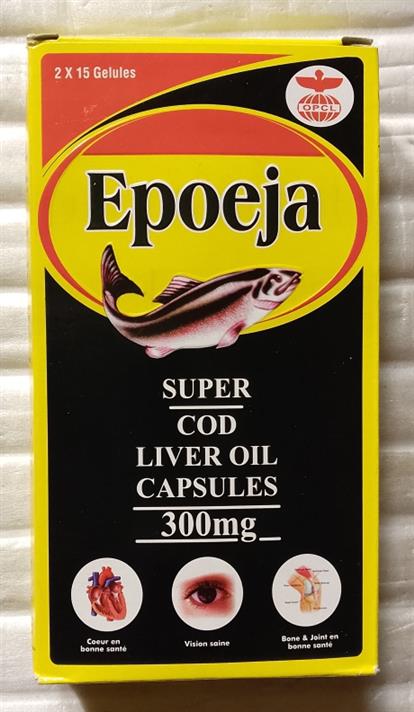 2 X 15 Gelules
OPCL
Epoeja
SUPER
COD
LIVER OIL
CAPSULES
300mg
Coeur en
bonne santé
Vision saine
Bone & Joint en
bonne santé